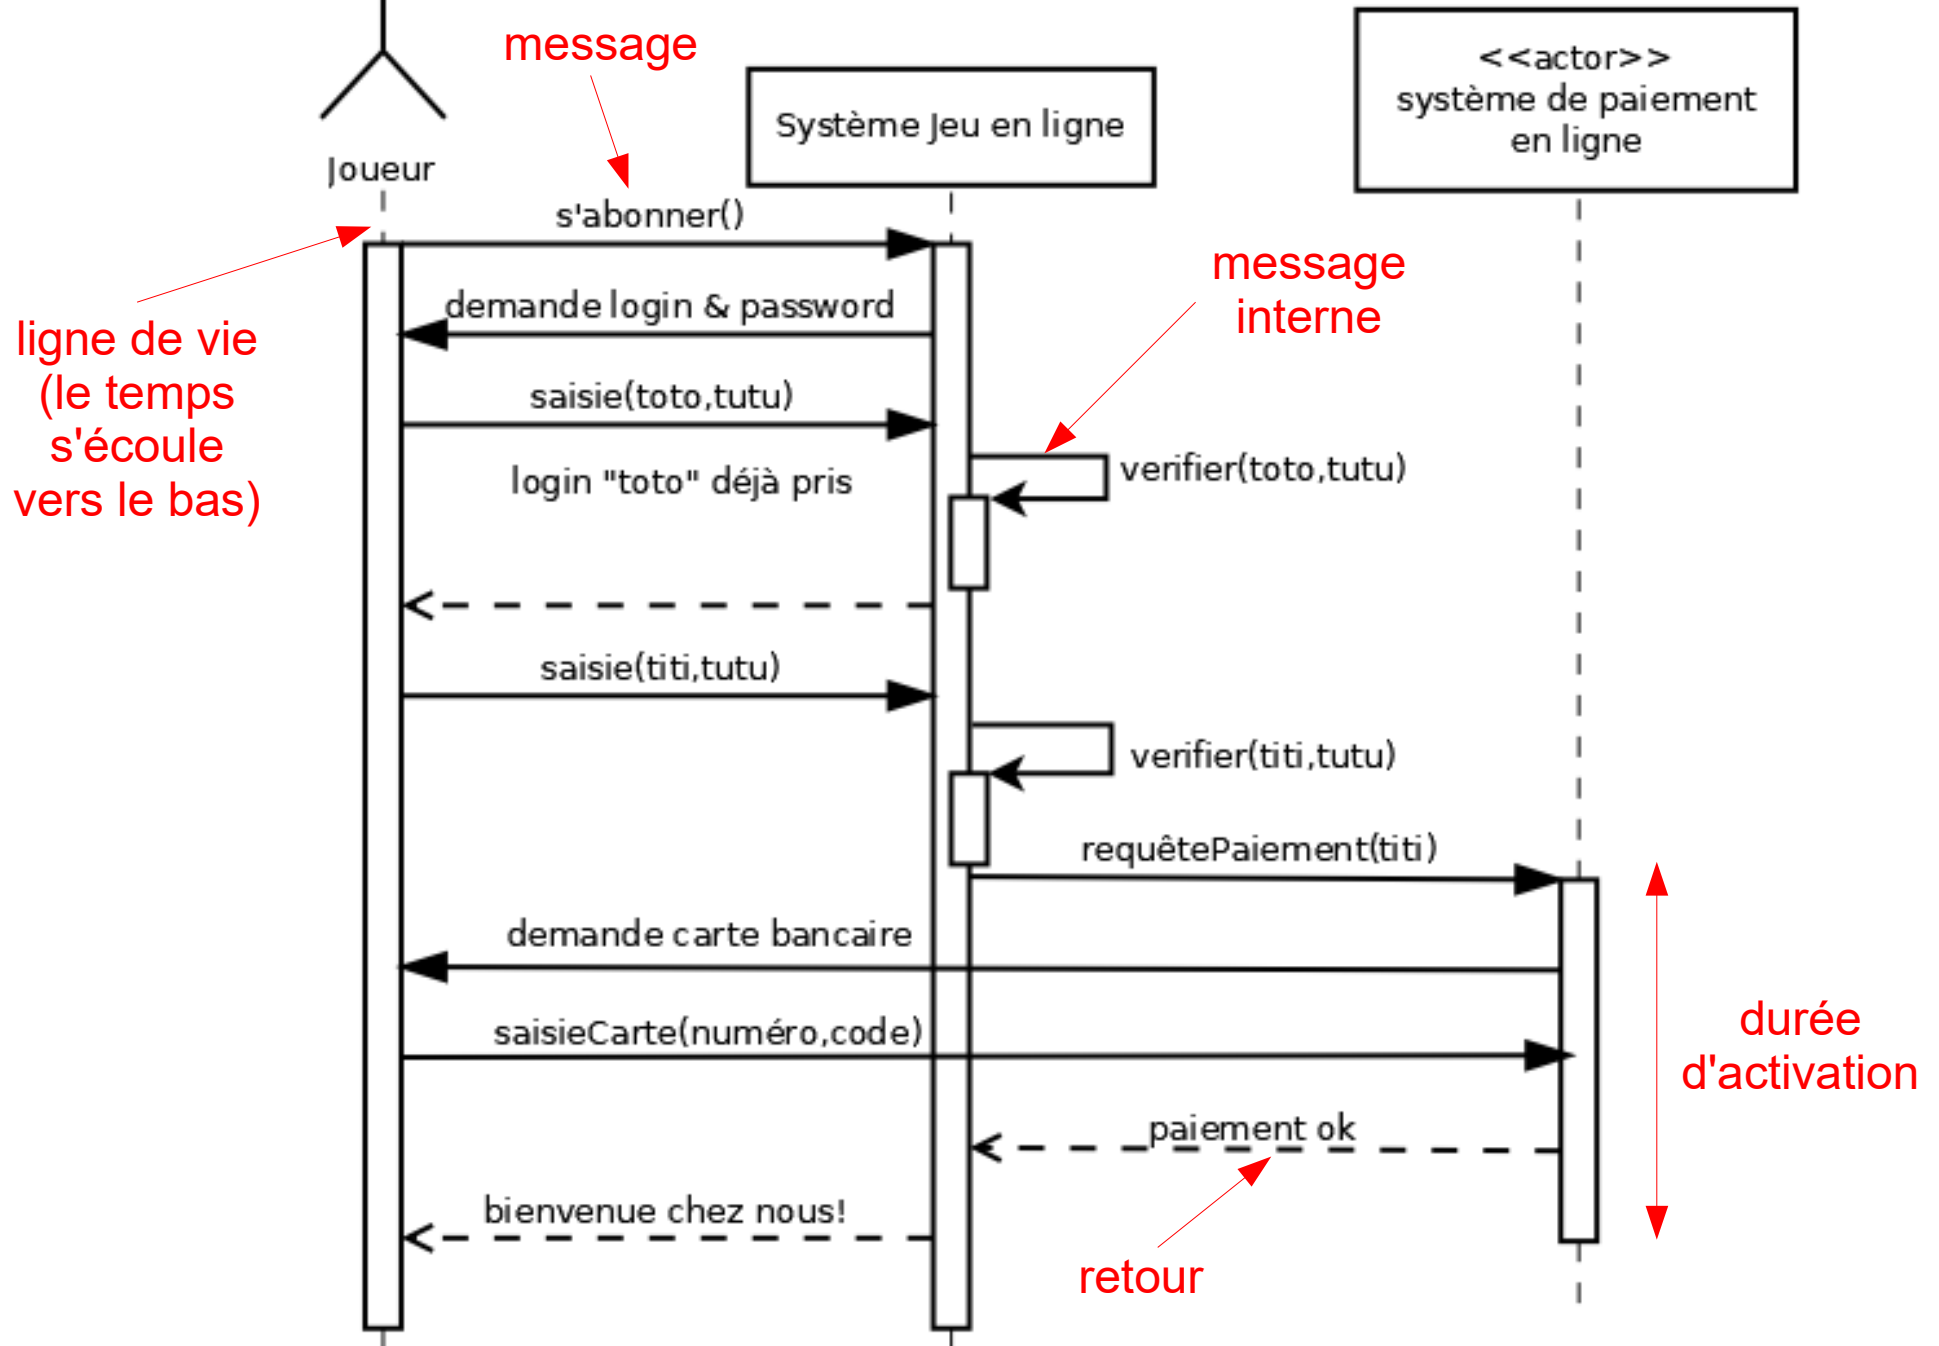 message
<<actor>>
système de paiement
en ligne
Système Jeu en ligne
Joueur
s'abonner()
message
interne
demande login & password
ligne de vie
(le temps
s'écoule
vers le bas)
saisie(toto,tutu)
verifier(toto,tutu)
login "toto" déjà pris
saisie(titi,tutu)
verifier(titi,tutu)
requêtePaiement(titi)
demande carte bancaire
saisieCarte(numéro,code)
durée
d'activation
paiement ok
bienvenue chez nous!
retour